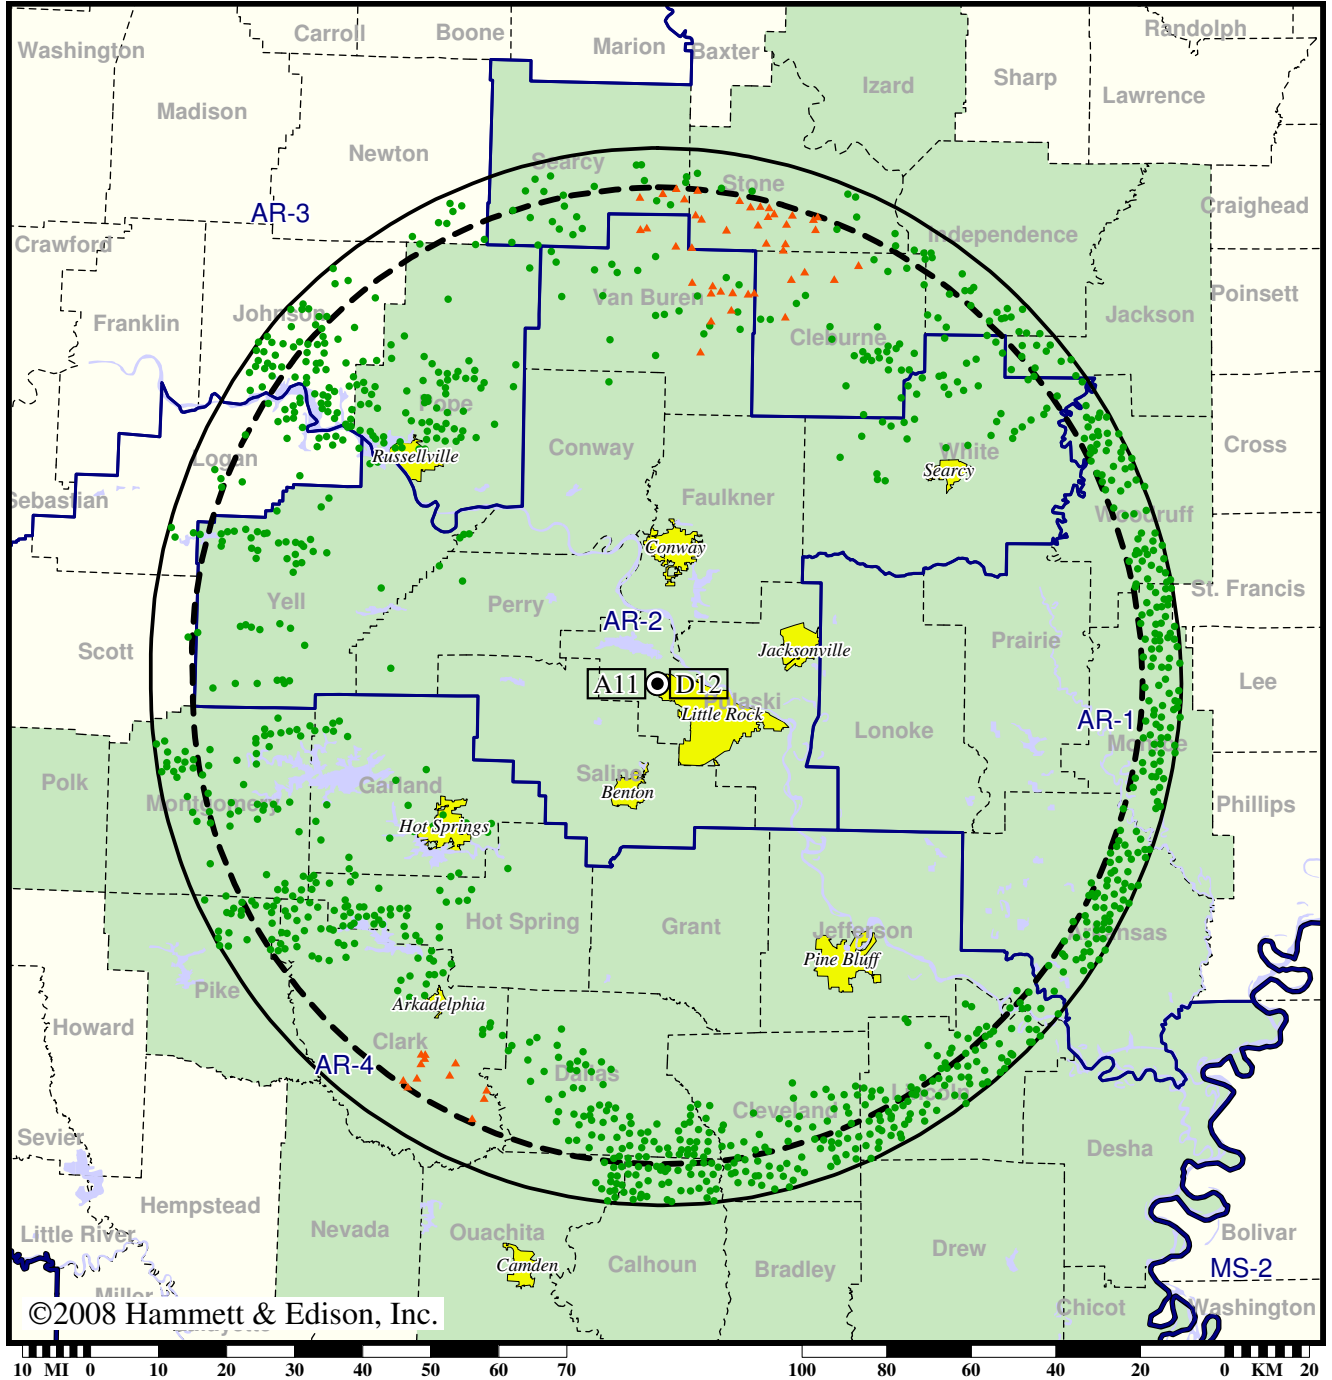 Washington
Carroll
Boone
Marion
Baxter
Randolph
Izard
Sharp
Lawrence
Madison
Newton
Searcy
Stone
Craighead
AR-3
Crawford
Independence
Poinsett
Franklin
Johnson
Van Buren
Cleburne
Jackson
Pope
Conway
White
Cross
Russellville
Logan
Searcy
Sebastian
Faulkner
Woodruff
Conway
St. Francis
Yell
Perry
AR-2
Prairie
Jacksonville
Scott
A11
D12
Pulaski
Little Rock
Lee
AR-1
Lonoke
Monroe
Polk
Garland
Saline
Benton
Montgomery
Phillips
Hot Springs
Hot Spring
Grant
Jefferson
Arkansas
Pine Bluff
Pike
Arkadelphia
Howard
Clark
AR-4
Dallas
Lincoln
Cleveland
Sevier
Desha
Hempstead
Little River
Nevada
Ouachita
Camden
Calhoun
Bradley
Drew
Bolivar
MS-2
Miller
Chicot
Washington
©2008 Hammett & Edison, Inc.
Lafayette
10 MI 0 10 20 30 40 50 60 70 100 80 60 40 20 0 KM 20